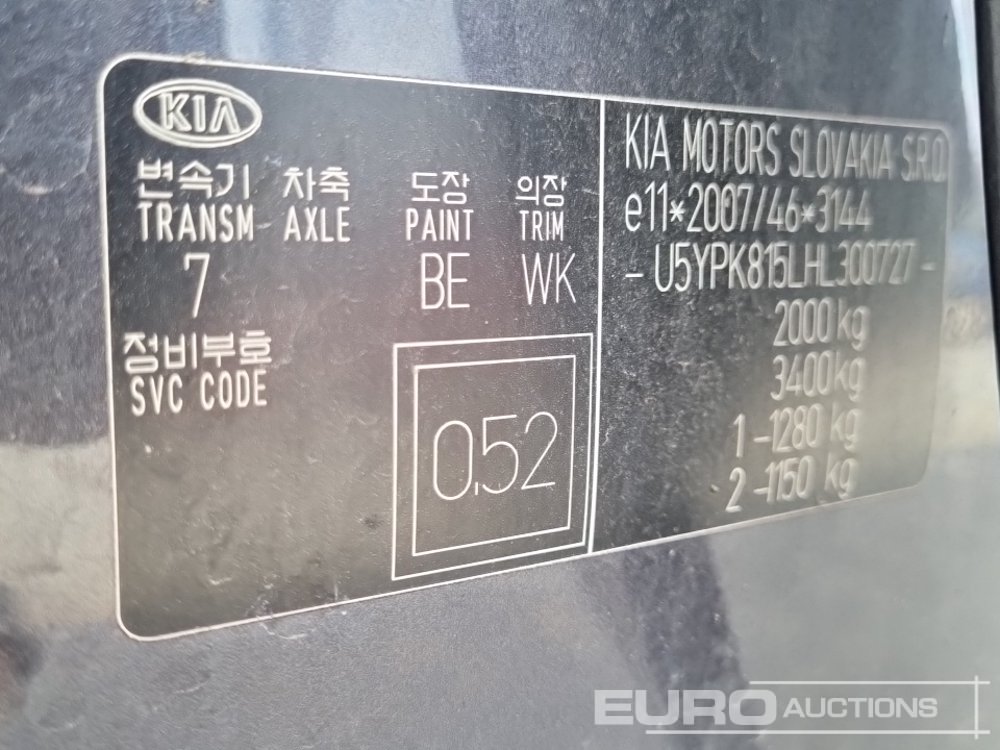 KIA
변속기 차축 도장 의장
TRANSM AXLE PAINT TRIM
7 BE WK
정비부호
SVC CODE
0,52
KIA MOTORS SLOVAKIA S.R.O.
e11*2007/46*3144
- U5YPK815LHL300727 -
2000 kg
3400 kg
1 -1280 kg
2 -1150 kg
EURO AUCTIONS